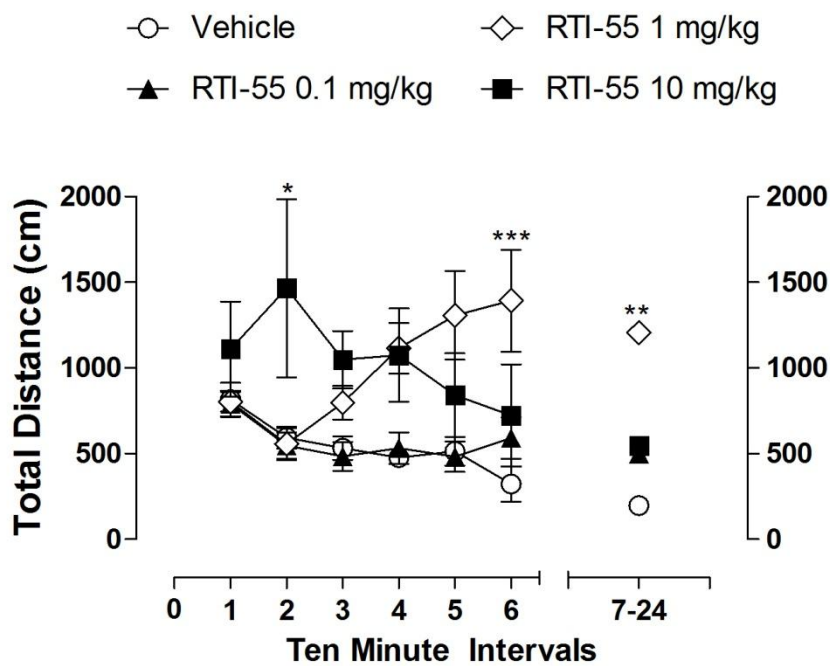 Vehicle
RTI-55 1 mg/kg
RTI-55 0.1 mg/kg
RTI-55 10 mg/kg
Total Distance (cm)
2000
1500
1000
500
0
*
***
**
2000
1500
1000
500
0
0 1 2 3 4 5 6 7-24
Ten Minute Intervals